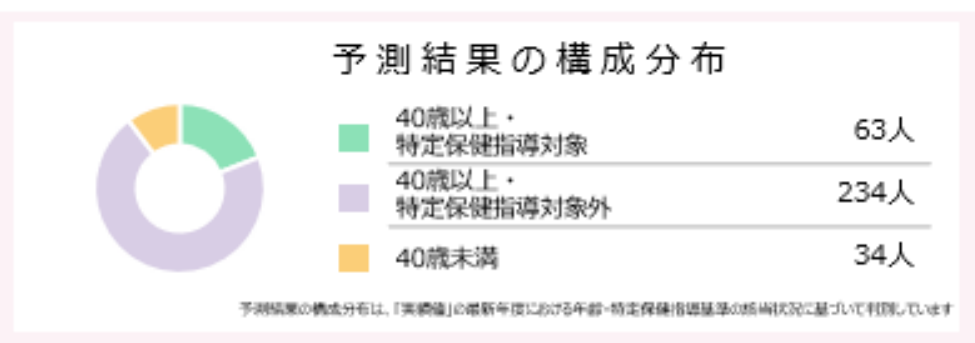 予測結果の構成分布
40歳以上・
特定保健指導対象
63人
40歳以上・
特定保健指導対象外
234人
40歳未満
34人
予測結果の構成分布は、「実績値」の最新年度における年齢・特定保健指導基準の該当状況に基づいて判別しています